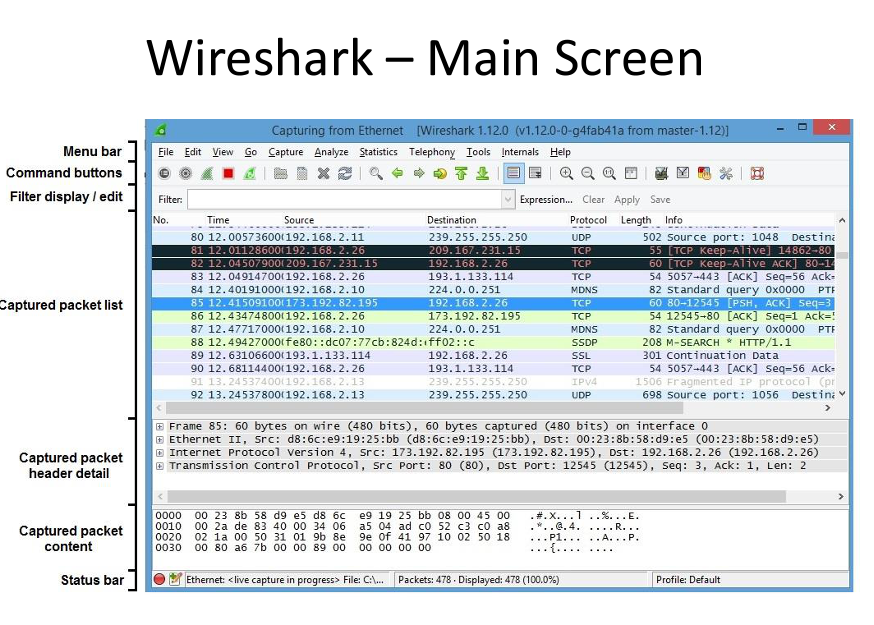 Wireshark – Main Screen
Capturing from Ethernet [Wireshark 1.12.0 (v1.12.0-0-g4fab41a from master-1.12)]
Menu bar
File Edit View Go Capture Analyze Statistics Telephony Tools Internals Help
Command buttons
Filter display / edit
Filter: Expression... Clear Apply Save
No. Time Source Destination Protocol Length Info
80 12.00573600(192.168.2.11 239.255.255.250 UDP 502 Source port: 1048 Destina
81 12.01128600(192.168.2.26 209.167.231.15 TCP 55 [TCP Keep-Alive] 14862→80
82 12.04507900(209.167.231.15 192.168.2.26 TCP 60 [TCP Keep-Alive ACK] 80→14
83 12.04914700(192.168.2.26 193.1.133.114 TCP 54 5057→443 [ACK] Seq=56 Ack=
84 12.40191000(192.168.2.10 224.0.0.251 MDNS 82 Standard query 0x0000 PTR
Captured packet list
85 12.41509100(173.192.82.195 192.168.2.26 TCP 60 80→12545 [PSH, ACK] Seq=3
86 12.43474800(192.168.2.26 173.192.82.195 TCP 54 12545→80 [ACK] Seq=1 Ack=5
87 12.47717000(192.168.2.10 224.0.0.251 MDNS 82 Standard query 0x0000 PTR
88 12.49427000(fe80::dc07:77cb:824d:ff02::c SSDP 208 M-SEARCH * HTTP/1.1
89 12.63106600(193.1.133.114 192.168.2.26 SSL 301 Continuation Data
90 12.68114400(192.168.2.26 193.1.133.114 TCP 54 5057→443 [ACK] Seq=56 Ack=
91 13.24537400(192.168.2.13 239.255.255.250 IPv4 1506 Fragmented IP protocol (pr
92 13.24537800(192.168.2.13 239.255.255.250 UDP 698 Source port: 1056 Destina
Captured packet
header detail
Frame 85: 60 bytes on wire (480 bits), 60 bytes captured (480 bits) on interface 0
Ethernet II, Src: d8:6c:e9:19:25:bb (d8:6c:e9:19:25:bb), Dst: 00:23:8b:58:d9:e5 (00:23:8b:58:d9:e5)
Internet Protocol Version 4, Src: 173.192.82.195 (173.192.82.195), Dst: 192.168.2.26 (192.168.2.26)
Transmission Control Protocol, Src Port: 80 (80), Dst Port: 12545 (12545), Seq: 3, Ack: 1, Len: 2
Captured packet
content
0000 00 23 8b 58 d9 e5 d8 6c e9 19 25 bb 08 00 45 00 .#.X...l ..%...E.
0010 00 2a de 83 40 00 34 06 a5 04 ad c0 52 c3 c0 a8 .*..@.4. ....R...
0020 02 1a 00 50 31 01 9b 8e 9e 0f 41 97 10 02 50 18 ...P1... ..A...P.
0030 00 80 a6 7b 00 00 89 00 00 00 00 00 ...{.... ....
Status bar
Ethernet: <live capture in progress> File: C:\... Packets: 478 · Displayed: 478 (100.0%) Profile: Default